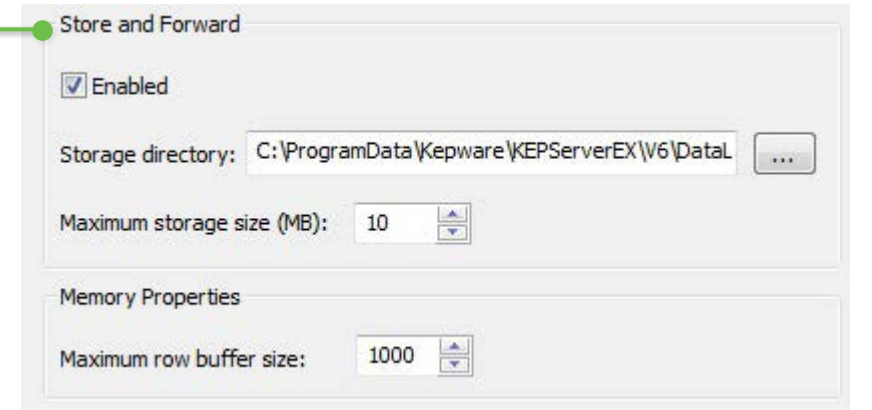 Store and Forward
Enabled
Storage directory: C:\ProgramData\Kepware\KEPServerEX\V6\DataL ...
Maximum storage size (MB): 10
Memory Properties
Maximum row buffer size: 1000